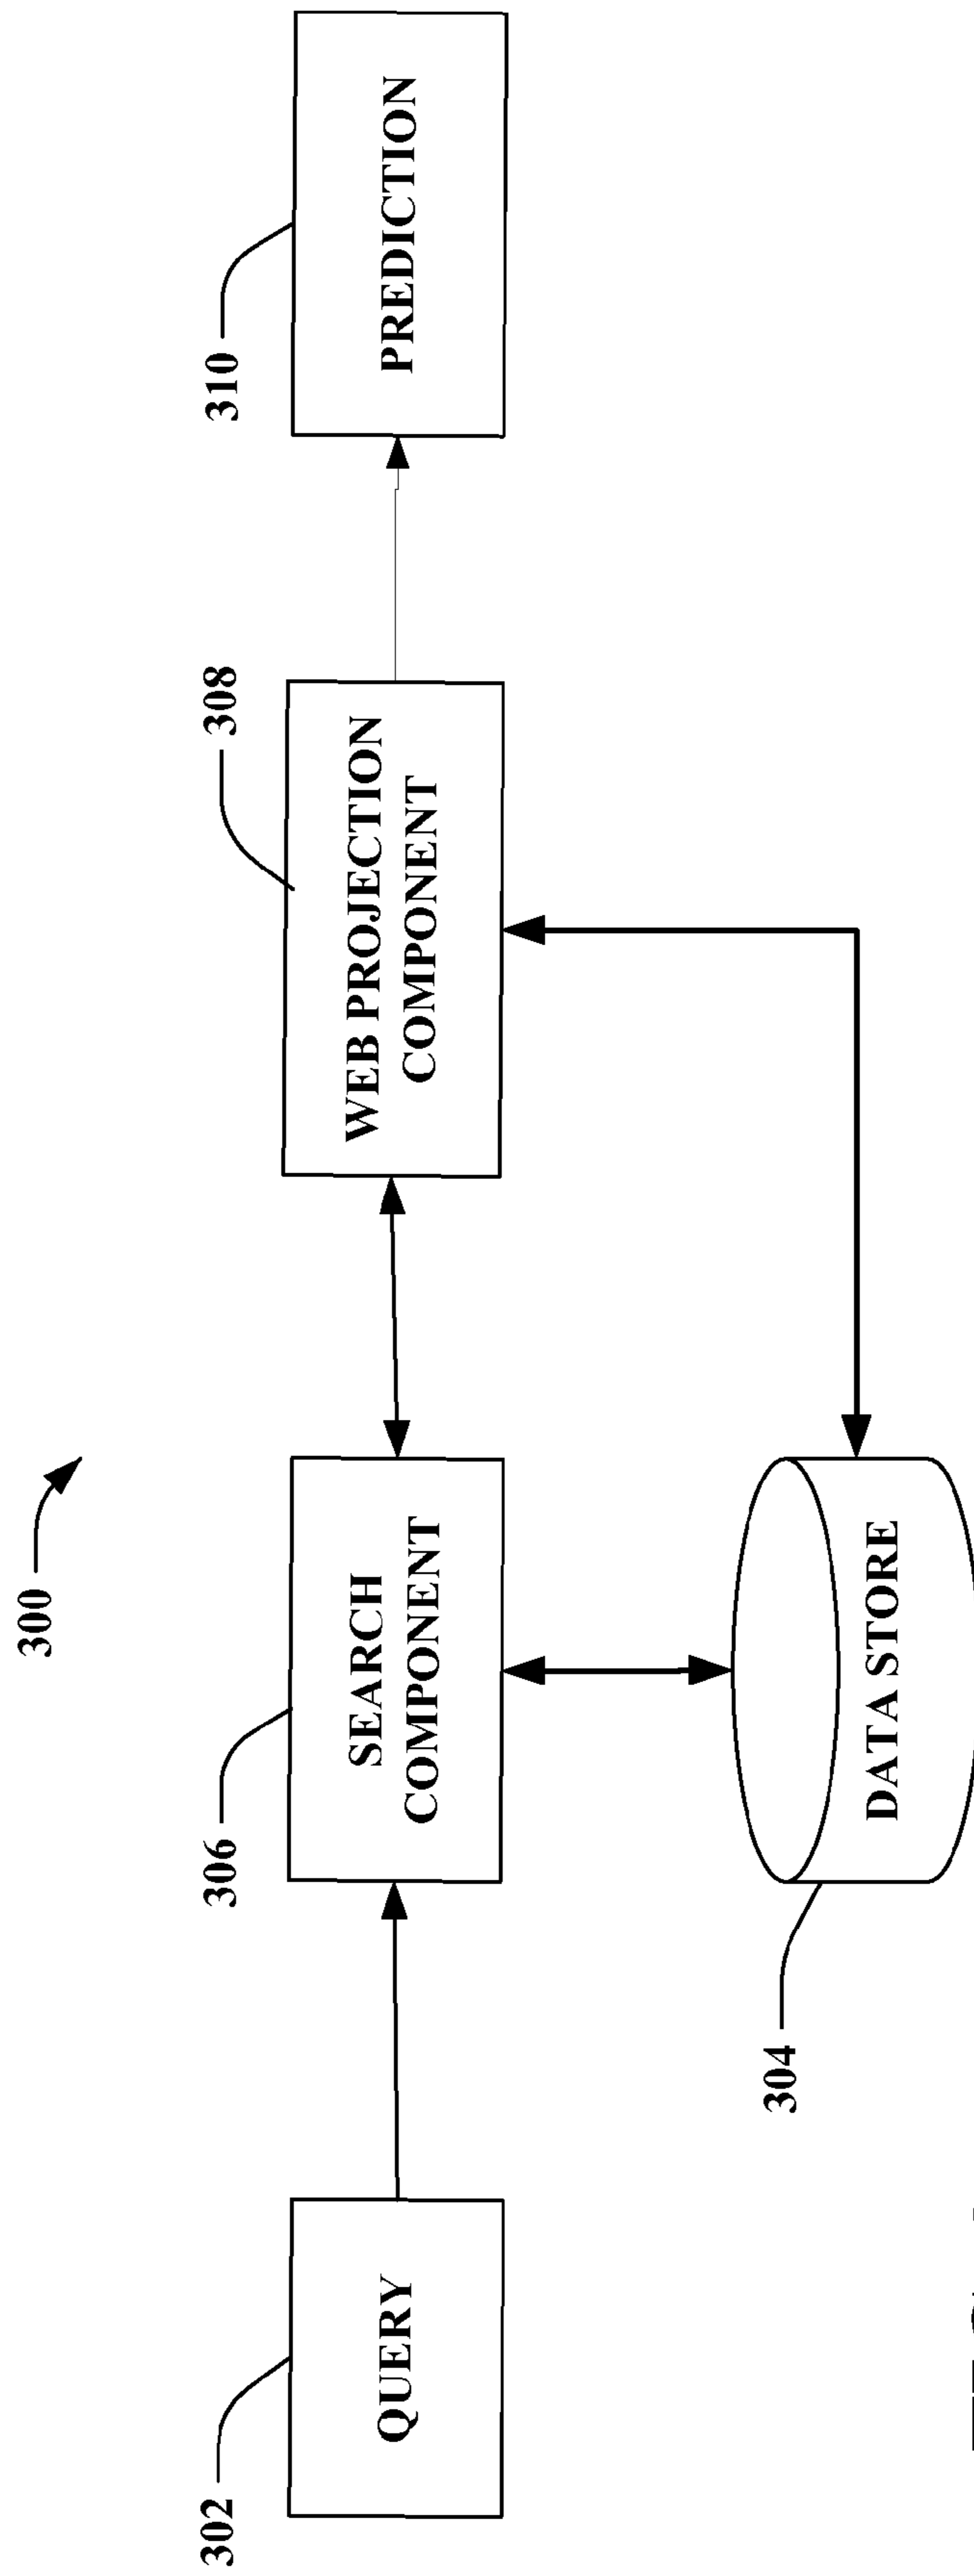 300
302
QUERY
306
SEARCH
COMPONENT
308
WEB PROJECTION
COMPONENT
310
PREDICTION
304
DATA STORE